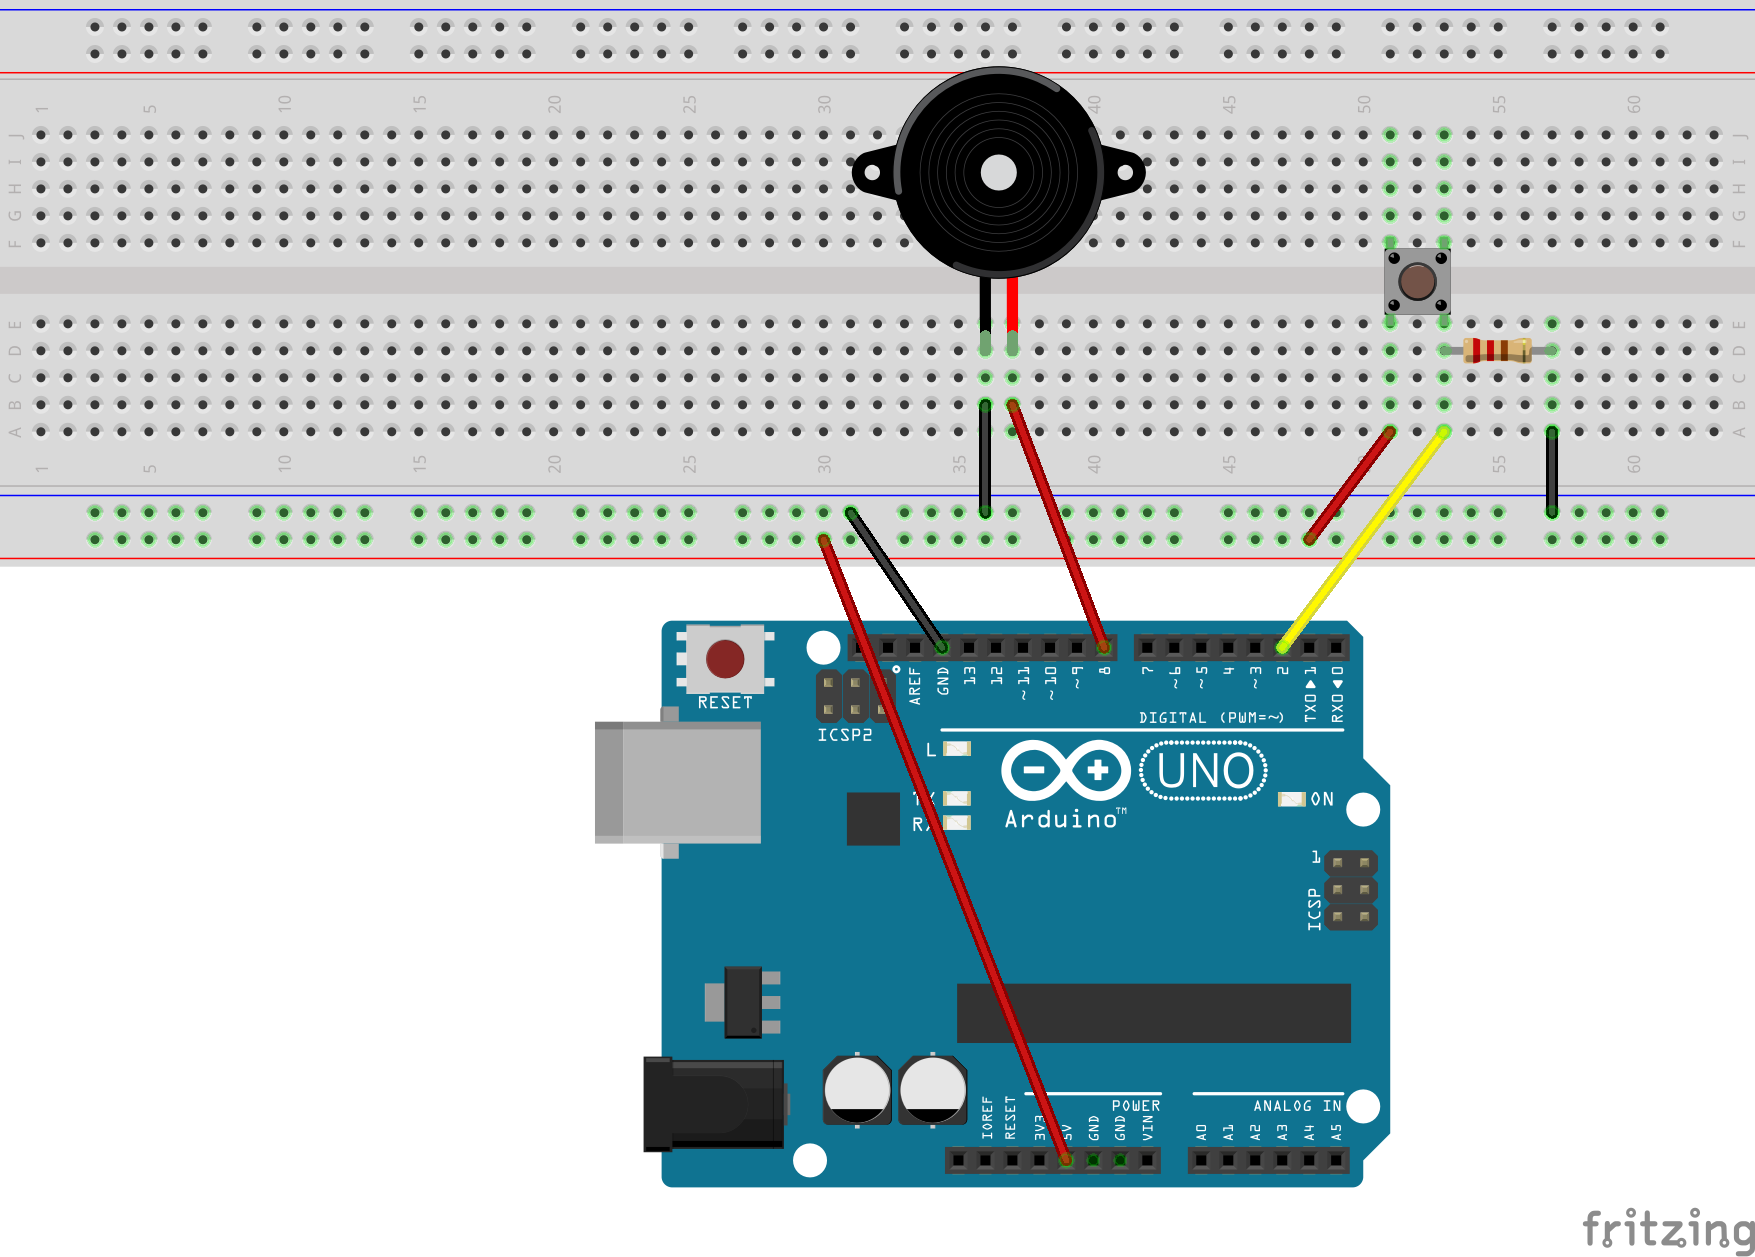 1 5 10 15 20 25 30 40 45 50 55 60
J J
I I
H H
G G
F F
E E
D D
C C
B B
A A
1 5 10 15 20 25 30 35 40 45 55 60
RESET
ICSP2
AREF
GND
13
12
~11
~10
~9
8
7
~6
~5
4
~3
2
TX0▶1
RX0◀0
DIGITAL (PWM=~)
L
TX
RX
UNO
ON
Arduino™
1
ICSP
IOREF
RESET
3V3
5V
GND
GND
VIN
POWER
ANALOG IN
A0
A1
A2
A3
A4
A5
fritzing